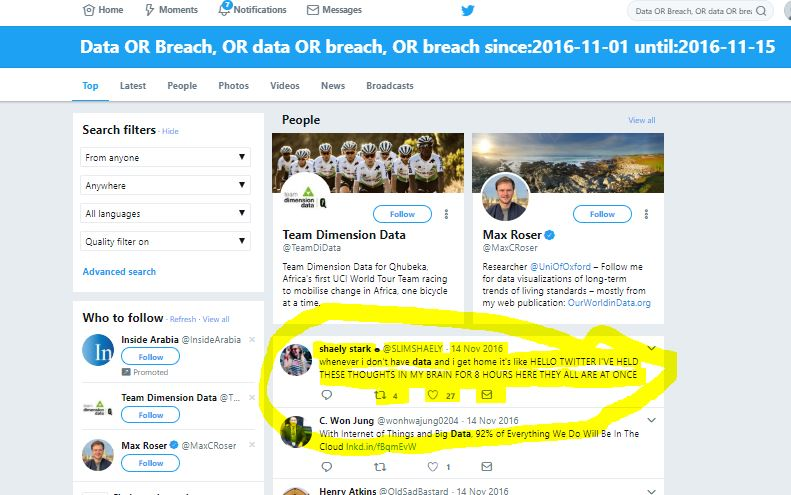 Home Moments 7 Notifications Messages Data OR Breach, OR data OR brea
Data OR Breach, OR data OR breach, OR breach since:2016-11-01 until:2016-11-15
Top Latest People Photos Videos News Broadcasts
Search filters · Hide
From anyone
Anywhere
All languages
Quality filter on
Advanced search
Who to follow · Refresh · View all
Inside Arabia @InsideArabia
Follow
Promoted
Team Dimension Data @T...
Follow
Max Roser @MaxCRoser
Follow
People View all
team
dimension
data
Follow
Team Dimension Data
@TeamDiData
Team Dimension Data for Qhubeka,
Africa's first UCI World Tour Team racing
to mobilise change in Africa, one bicycle
at a time.
Follow
Max Roser
@MaxCRoser
Researcher @UniOfOxford – Follow me
for data visualizations of long-term
trends of living standards – mostly from
my web publication: OurWorldinData.org
shaely stark @SLIMSHAELY · 14 Nov 2016
whenever i don't have data and i get home it's like HELLO TWITTER I'VE HELD
THESE THOUGHTS IN MY BRAIN FOR 8 HOURS HERE THEY ALL ARE AT ONCE
4 27
C. Won Jung @wonhwajung0204 · 14 Nov 2016
With Internet of Things and Big Data, 92% of Everything We Do Will Be In The
Cloud lnkd.in/fBqmEvW
1
Henry Atkins @OldSadBastard · 14 Nov 2016